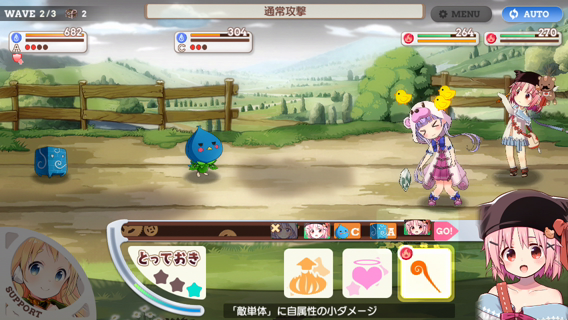 WAVE 2/3 2
通常攻撃
MENU
AUTO
682
A
304
C
264
270
C
A
GO!
とっておき
SUPPORT
「敵単体」に自属性の小ダメージ